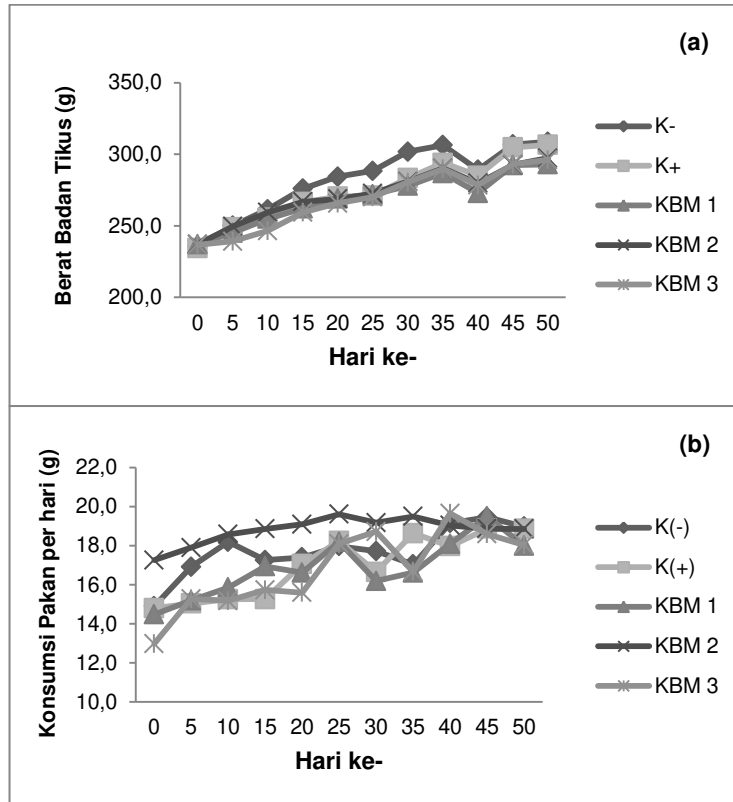 (a)
Berat Badan Tikus (g)
350,0
300,0
250,0
200,0
0 5 10 15 20 25 30 35 40 45 50
Hari ke-
K-
K+
KBM 1
KBM 2
KBM 3
(b)
Konsumsi Pakan per hari (g)
22,0
20,0
18,0
16,0
14,0
12,0
10,0
0 5 10 15 20 25 30 35 40 45 50
Hari ke-
K(-)
K(+)
KBM 1
KBM 2
KBM 3